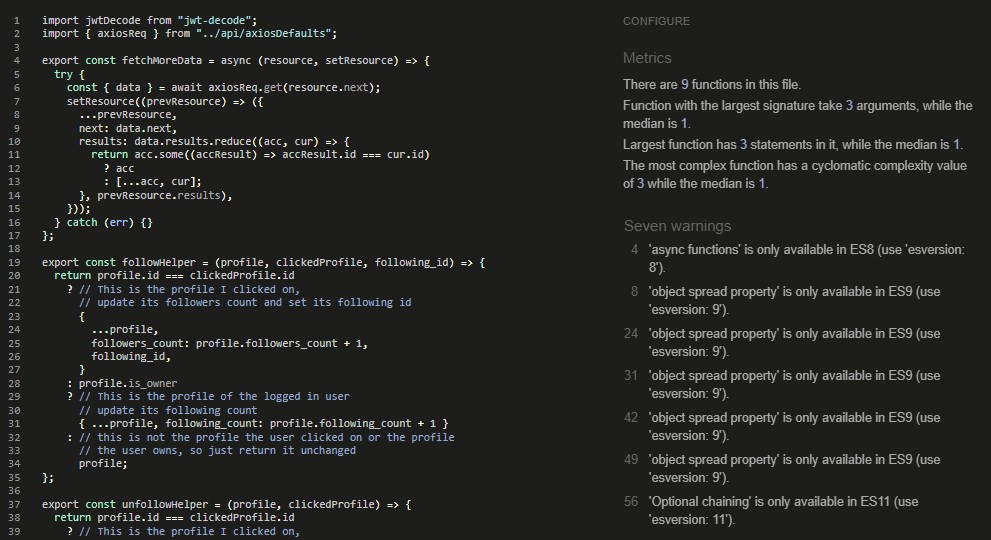 1 import jwtDecode from "jwt-decode";
2 import { axiosReq } from "../api/axiosDefaults";
3
4 export const fetchMoreData = async (resource, setResource) => {
5 try {
6 const { data } = await axiosReq.get(resource.next);
7 setResource((prevResource) => ({
8 ...prevResource,
9 next: data.next,
10 results: data.results.reduce((acc, cur) => {
11 return acc.some((accResult) => accResult.id === cur.id)
12 ? acc
13 : [...acc, cur];
14 }, prevResource.results),
15 }));
16 } catch (err) {}
17 };
18
19 export const followHelper = (profile, clickedProfile, following_id) => {
20 return profile.id === clickedProfile.id
21 ? // This is the profile I clicked on,
22 // update its followers count and set its following id
23 {
24 ...profile,
25 followers_count: profile.followers_count + 1,
26 following_id,
27 }
28 : profile.is_owner
29 ? // This is the profile of the logged in user
30 // update its following count
31 { ...profile, following_count: profile.following_count + 1 }
32 : // this is not the profile the user clicked on or the profile
33 // the user owns, so just return it unchanged
34 profile;
35 };
36
37 export const unfollowHelper = (profile, clickedProfile) => {
38 return profile.id === clickedProfile.id
39 ? // This is the profile I clicked on,
CONFIGURE
Metrics
There are 9 functions in this file.
Function with the largest signature take 3 arguments, while the
median is 1.
Largest function has 3 statements in it, while the median is 1.
The most complex function has a cyclomatic complexity value
of 3 while the median is 1.
Seven warnings
4 'async functions' is only available in ES8 (use 'esversion:
8').
8 'object spread property' is only available in ES9 (use
'esversion: 9').
24 'object spread property' is only available in ES9 (use
'esversion: 9').
31 'object spread property' is only available in ES9 (use
'esversion: 9').
42 'object spread property' is only available in ES9 (use
'esversion: 9').
49 'object spread property' is only available in ES9 (use
'esversion: 9').
56 'Optional chaining' is only available in ES11 (use
'esversion: 11').